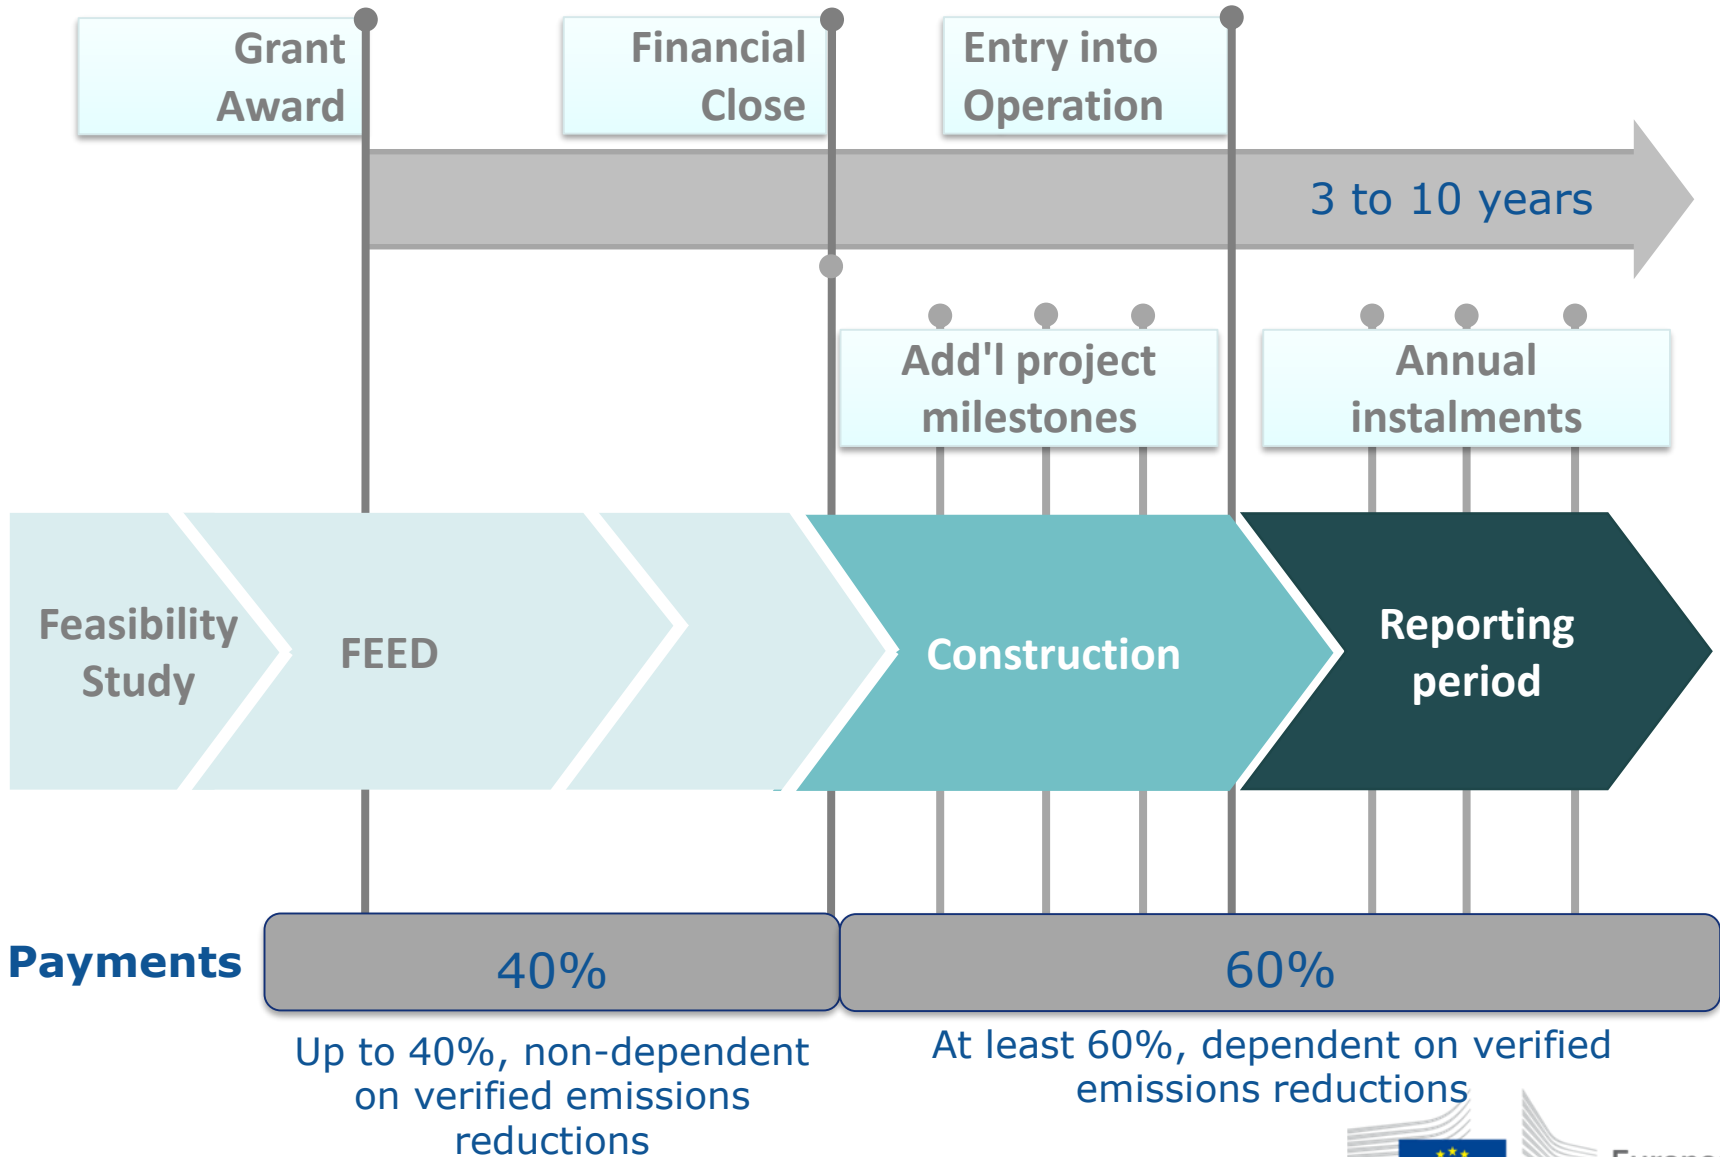 Grant
Award
Financial
Close
Entry into
Operation
3 to 10 years
Add'l project
milestones
Annual
instalments
Feasibility
Study
FEED
Construction
Reporting
period
Payments
40%
60%
Up to 40%, non-dependent
on verified emissions
reductions
At least 60%, dependent on verified
emissions reductions